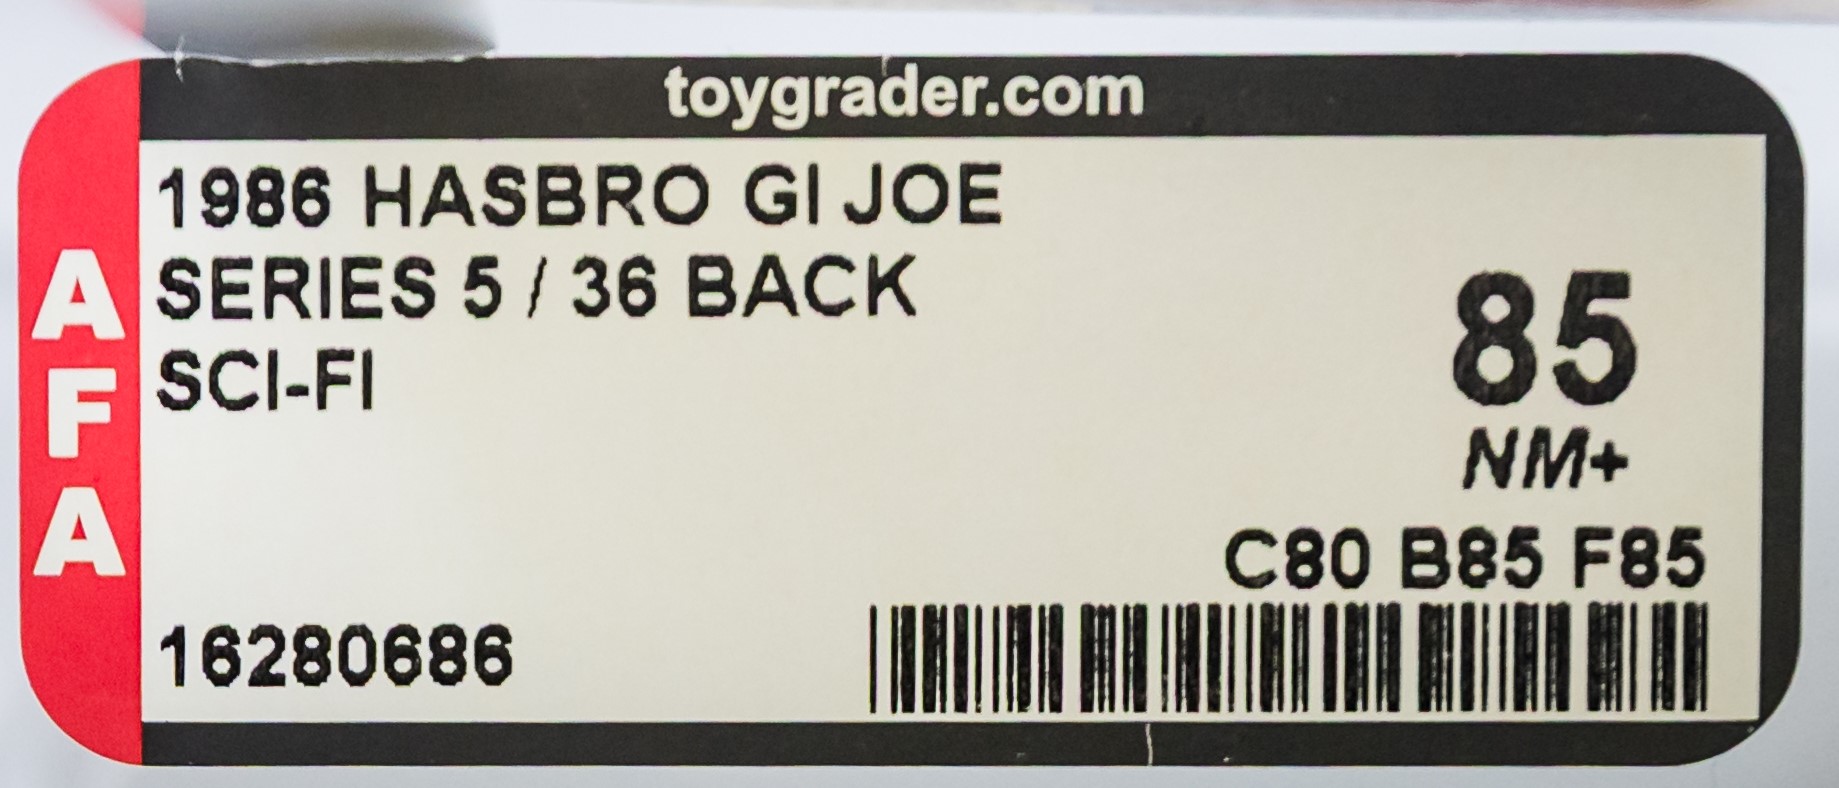 toygrader.com
AFA
1986 HASBRO GI JOE
SERIES 5 / 36 BACK
SCI-FI
85
NM+
C80 B85 F85
16280686